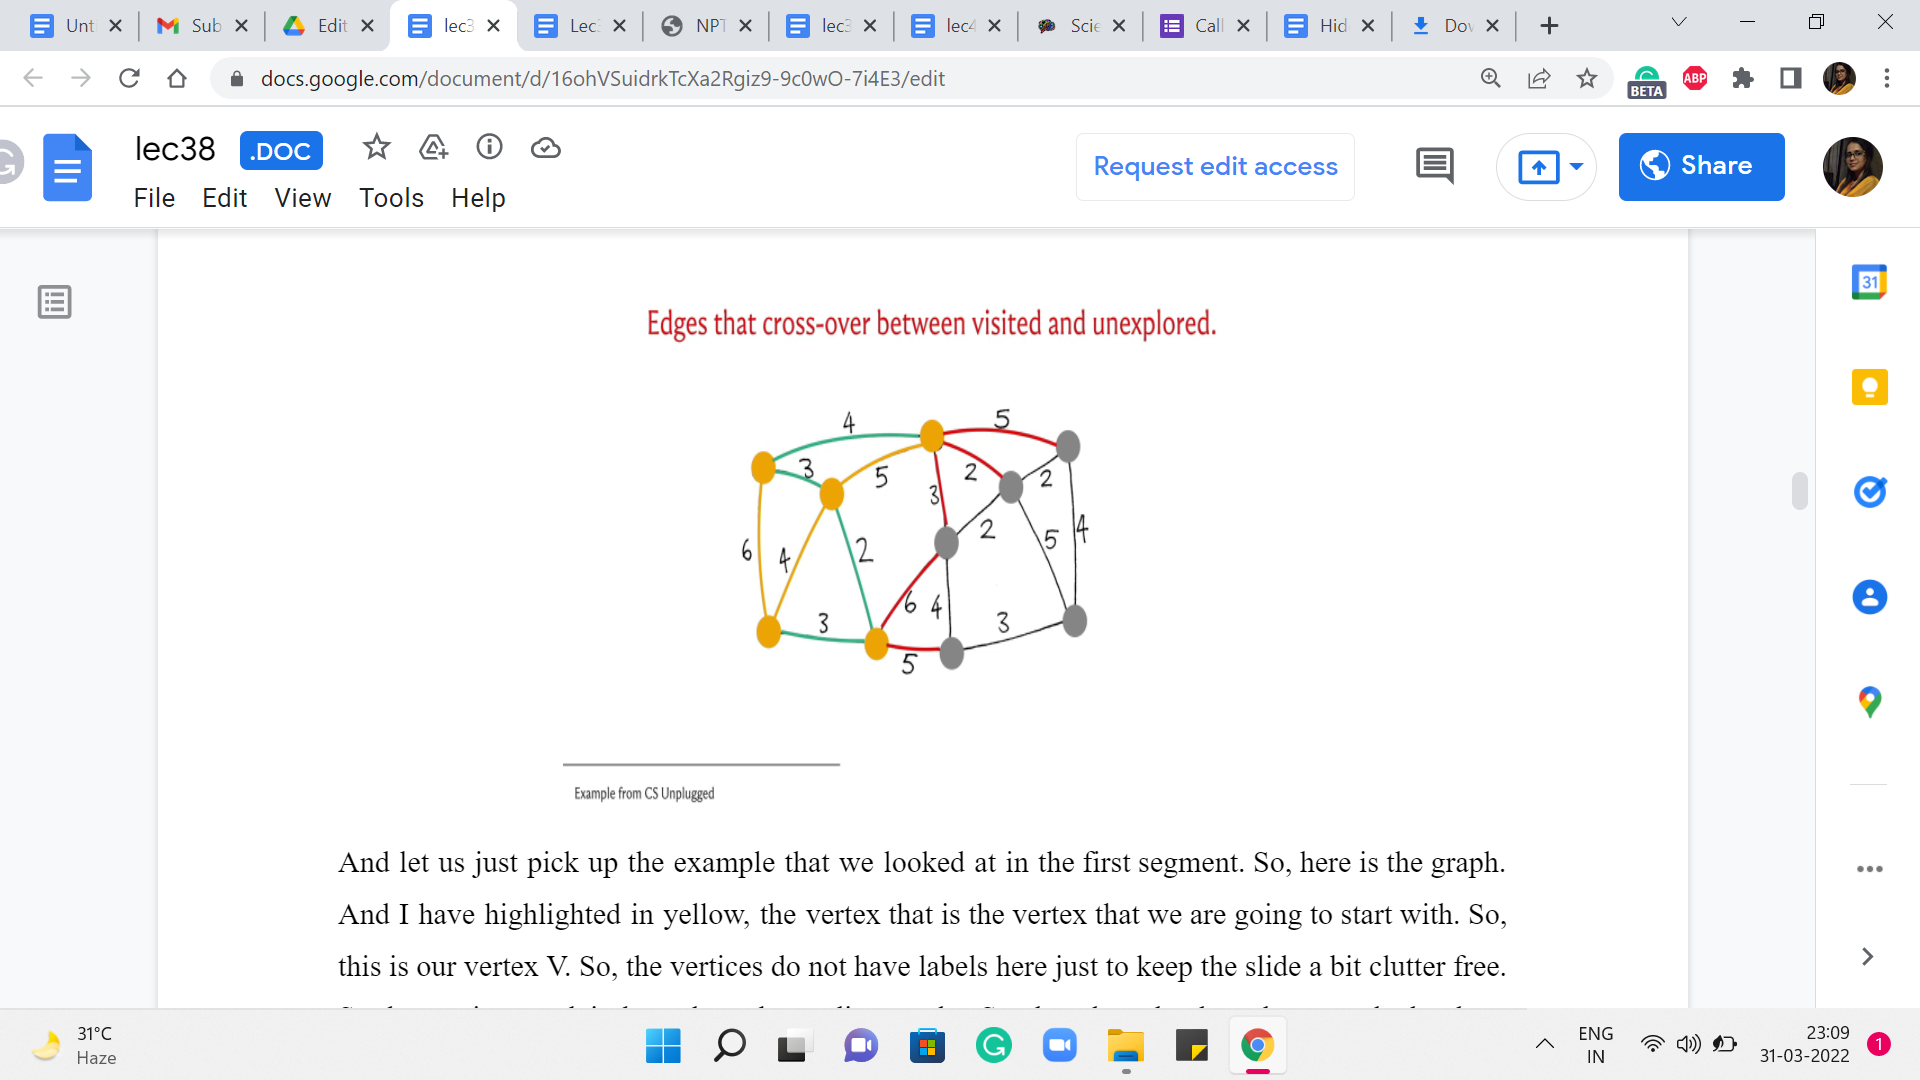 Unt
Sub
Edit
lec3
Lec
NPT
lec3
lec4
Scie
Call
Hid
Dov
docs.google.com/document/d/16ohVSuidrkTcXa2Rgiz9-9c0wO-7i4E3/edit
BETA
ABP
lec38
.DOC
Request edit access
Share
File Edit View Tools Help
31
Edges that cross-over between visited and unexplored.
4
5
3
5
2
2
3
6
4
2
2
5
4
3
6
4
3
5
Example from CS Unplugged
And let us just pick up the example that we looked at in the first segment. So, here is the graph.
And I have highlighted in yellow, the vertex that is the vertex that we are going to start with. So,
this is our vertex V. So, the vertices do not have labels here just to keep the slide a bit clutter free.
31°C
Haze
ENG
IN
23:09
31-03-2022
1